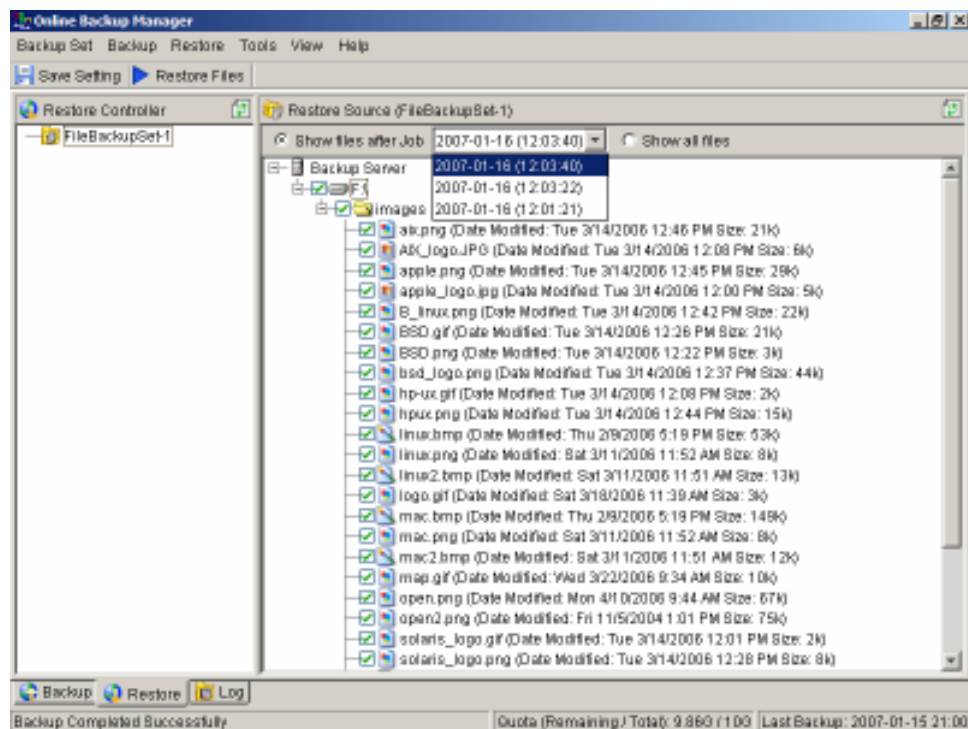 Online Backup Manager
Backup Set Backup Restore Tools View Help
Save Setting Restore Files
Restore Controller
Restore Source (FileBackupSet-1)
FileBackupSet-1
Show files after Job 2007-01-16 (12:03:40) Show all files
Backup Server
2007-01-16 (12:03:40)
F:\
2007-01-16 (12:03:22)
images
2007-01-16 (12:01:21)
aix.png (Date Modified: Tue 3/14/2006 12:46 PM Size: 21k)
AIX_logo.JPG (Date Modified: Tue 3/14/2006 12:08 PM Size: 6k)
apple.png (Date Modified: Tue 3/14/2006 12:45 PM Size: 29k)
apple_logo.jpg (Date Modified: Tue 3/14/2006 12:00 PM Size: 5k)
B_linux.png (Date Modified: Tue 3/14/2006 12:42 PM Size: 22k)
BSD.gif (Date Modified: Tue 3/14/2006 12:26 PM Size: 21k)
BSD.png (Date Modified: Tue 3/14/2006 12:22 PM Size: 3k)
bsd_logo.png (Date Modified: Tue 3/14/2006 12:37 PM Size: 44k)
hp-ux.gif (Date Modified: Tue 3/14/2006 12:08 PM Size: 2k)
hpux.png (Date Modified: Tue 3/14/2006 12:44 PM Size: 15k)
linux.bmp (Date Modified: Thu 2/9/2006 5:19 PM Size: 53k)
linux.png (Date Modified: Sat 3/11/2006 11:52 AM Size: 8k)
linux2.bmp (Date Modified: Sat 3/11/2006 11:51 AM Size: 13k)
logo.gif (Date Modified: Sat 3/18/2006 11:39 AM Size: 3k)
mac.bmp (Date Modified: Thu 2/9/2006 5:19 PM Size: 149k)
mac.png (Date Modified: Sat 3/11/2006 11:52 AM Size: 8k)
mac2.bmp (Date Modified: Sat 3/11/2006 11:51 AM Size: 12k)
map.gif (Date Modified: Wed 3/22/2006 9:34 AM Size: 10k)
open.png (Date Modified: Mon 4/10/2006 9:44 AM Size: 67k)
open2.png (Date Modified: Fri 11/5/2004 1:01 PM Size: 75k)
solaris_logo.gif (Date Modified: Tue 3/14/2006 12:01 PM Size: 2k)
solaris_logo.png (Date Modified: Tue 3/14/2006 12:28 PM Size: 8k)
Backup Restore Log
Backup Completed Successfully
Quota (Remaining / Total): 9.86G / 10G
Last Backup: 2007-01-15 21:00